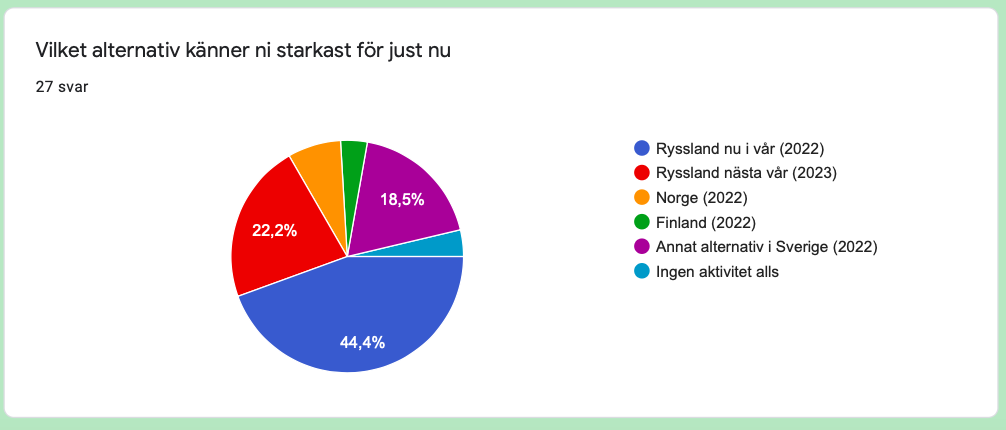 Vilket alternativ känner ni starkast för just nu
27 svar
Ryssland nu i vår (2022)
Ryssland nästa vår (2023)
Norge (2022)
Finland (2022)
Annat alternativ i Sverige (2022)
Ingen aktivitet alls
18,5%
22,2%
44,4%